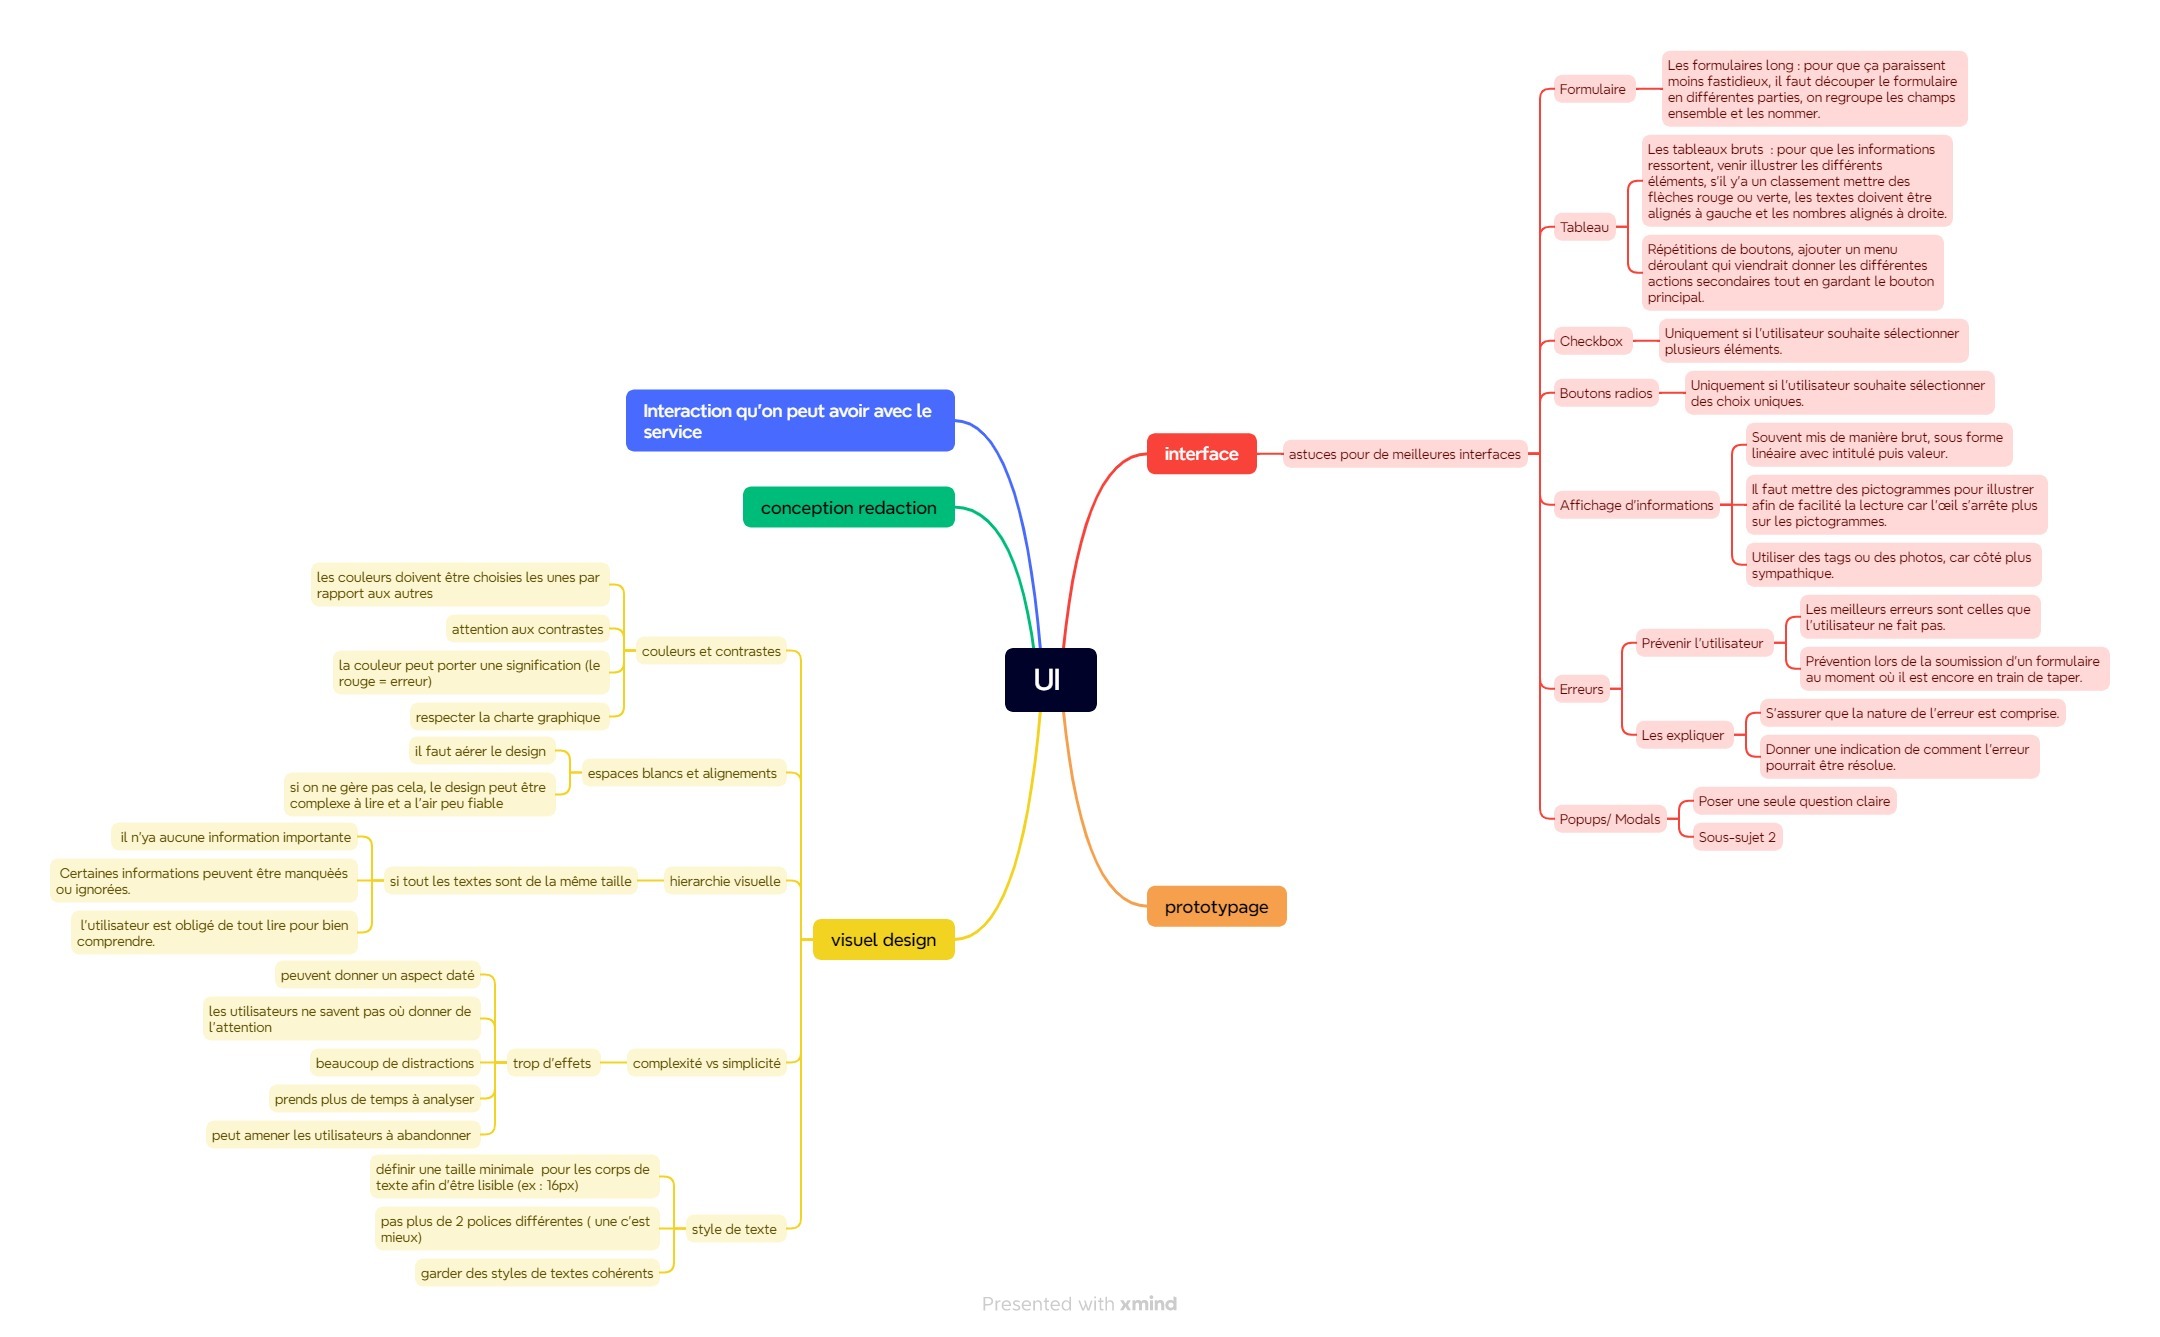 UI
interface
astuces pour de meilleures interfaces
Formulaire
Les formulaires long : pour que ça paraissent
moins fastidieux, il faut découper le formulaire
en différentes parties, on regroupe les champs
ensemble et les nommer.
Tableau
Les tableaux bruts  : pour que les informations
ressortent, venir illustrer les différents
éléments, s'il y'a un classement mettre des
flèches rouge ou verte, les textes doivent être
alignés à gauche et les nombres alignés à droite.
Répétitions de boutons, ajouter un menu
déroulant qui viendrait donner les différentes
actions secondaires tout en gardant le bouton
principal.
Checkbox
Uniquement si l'utilisateur souhaite sélectionner
plusieurs éléments.
Boutons radios
Uniquement si l'utilisateur souhaite sélectionner
des choix uniques.
Affichage d'informations
Souvent mis de manière brut, sous forme
linéaire avec intitulé puis valeur.
Il faut mettre des pictogrammes pour illustrer
afin de facilité la lecture car l'œil s'arrête plus
sur les pictogrammes.
Utiliser des tags ou des photos, car côté plus
sympathique.
Erreurs
Prévenir l'utilisateur
Les meilleurs erreurs sont celles que
l'utilisateur ne fait pas.
Prévention lors de la soumission d'un formulaire
au moment où il est encore en train de taper.
Les expliquer
S'assurer que la nature de l'erreur est comprise.
Donner une indication de comment l'erreur
pourrait être résolue.
Popups/ Modals
Poser une seule question claire
Sous-sujet 2
prototypage
Interaction qu'on peut avoir avec le
service
conception redaction
visuel design
couleurs et contrastes
les couleurs doivent être choisies les unes par
rapport aux autres
attention aux contrastes
la couleur peut porter une signification (le
rouge = erreur)
respecter la charte graphique
espaces blancs et alignements
il faut aérer le design
si on ne gère pas cela, le design peut être
complexe à lire et a l'air peu fiable
hierarchie visuelle
si tout les textes sont de la même taille
il n'ya aucune information importante
Certaines informations peuvent être manquèés
ou ignorées.
l'utilisateur est obligé de tout lire pour bien
comprendre.
complexité vs simplicité
trop d'effets
peuvent donner un aspect daté
les utilisateurs ne savent pas où donner de
l'attention
beaucoup de distractions
prends plus de temps à analyser
peut amener les utilisateurs à abandonner
style de texte
définir une taille minimale  pour les corps de
texte afin d'être lisible (ex : 16px)
pas plus de 2 polices différentes ( une c'est
mieux)
garder des styles de textes cohérents
Presented with xmind